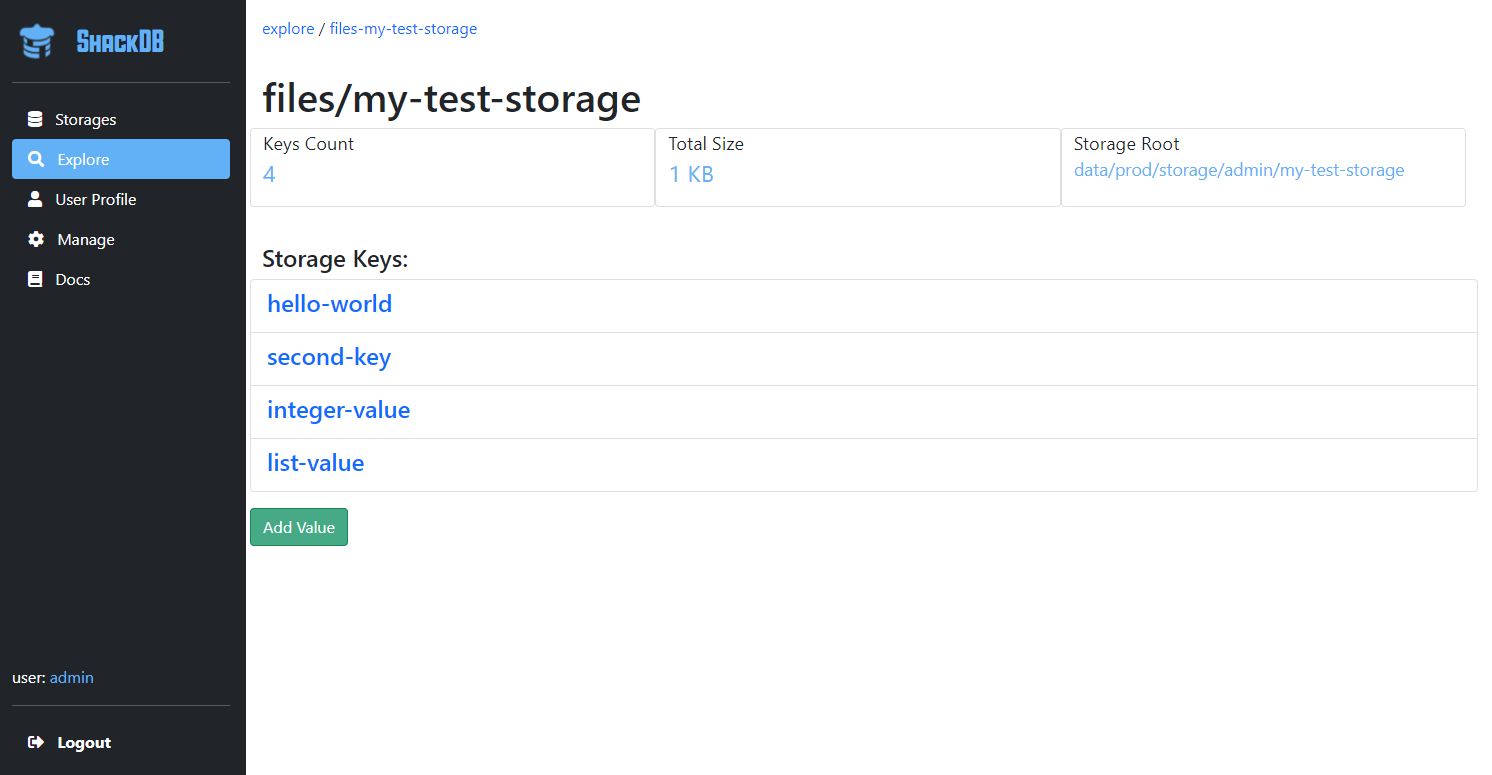 ShackDB
Storages
Explore
User Profile
Manage
Docs
user: admin
Logout
explore / files-my-test-storage
files/my-test-storage
Keys Count
4
Total Size
1 KB
Storage Root
data/prod/storage/admin/my-test-storage
Storage Keys:
hello-world
second-key
integer-value
list-value
Add Value